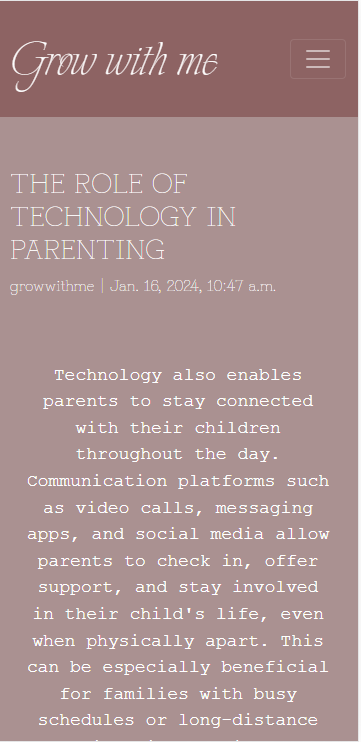 Grow with me
THE ROLE OF
TECHNOLOGY IN
PARENTING
growwithme | Jan. 16, 2024, 10:47 a.m.
Technology also enables
parents to stay connected
with their children
throughout the day.
Communication platforms such
as video calls, messaging
apps, and social media allow
parents to check in, offer
support, and stay involved
in their child's life, even
when physically apart. This
can be especially beneficial
for families with busy
schedules or long-distance